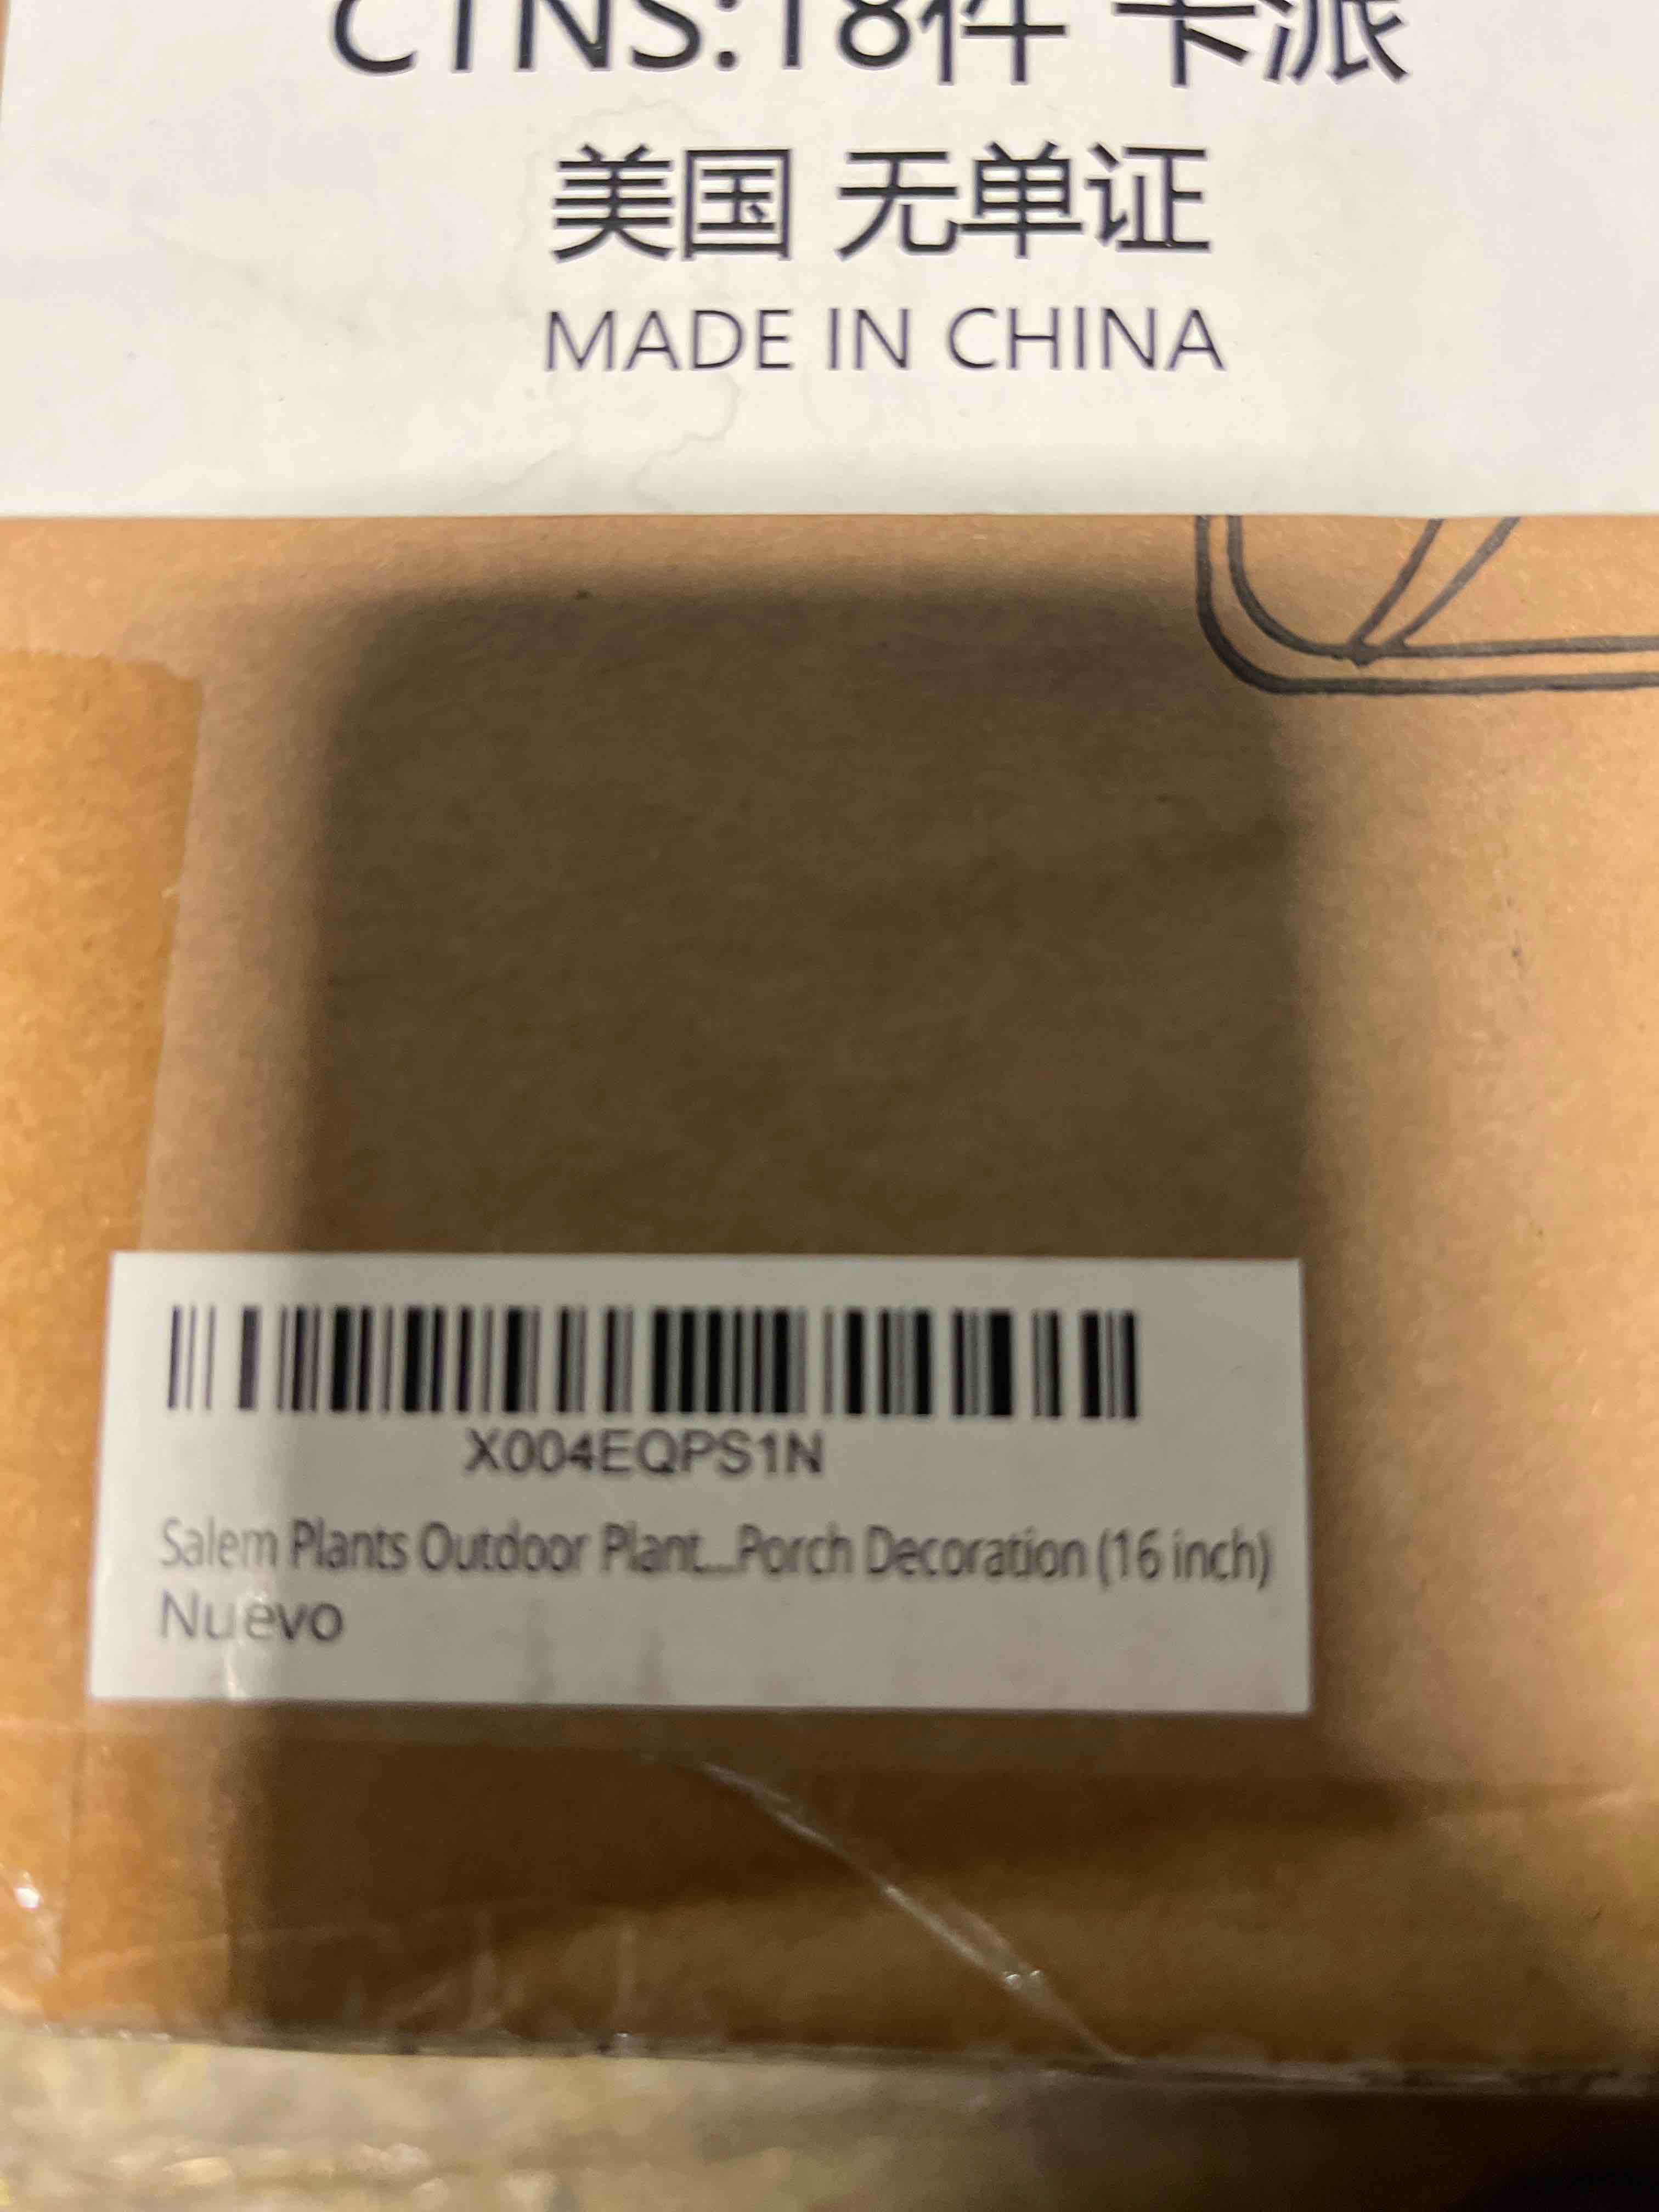 CTNS:18件 卡派
美国 无单证
MADE IN CHINA
X004EQPS1N
Salem Plants Outdoor Plant...Porch Decoration (16 inch)
Nuevo